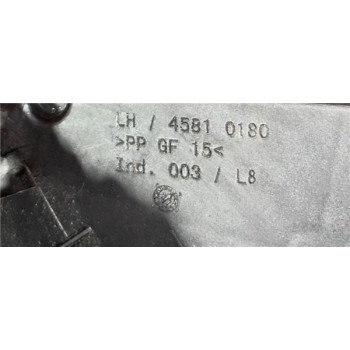 LH / 4581 0180
>PP GF 15<
Ind. 003 / L8